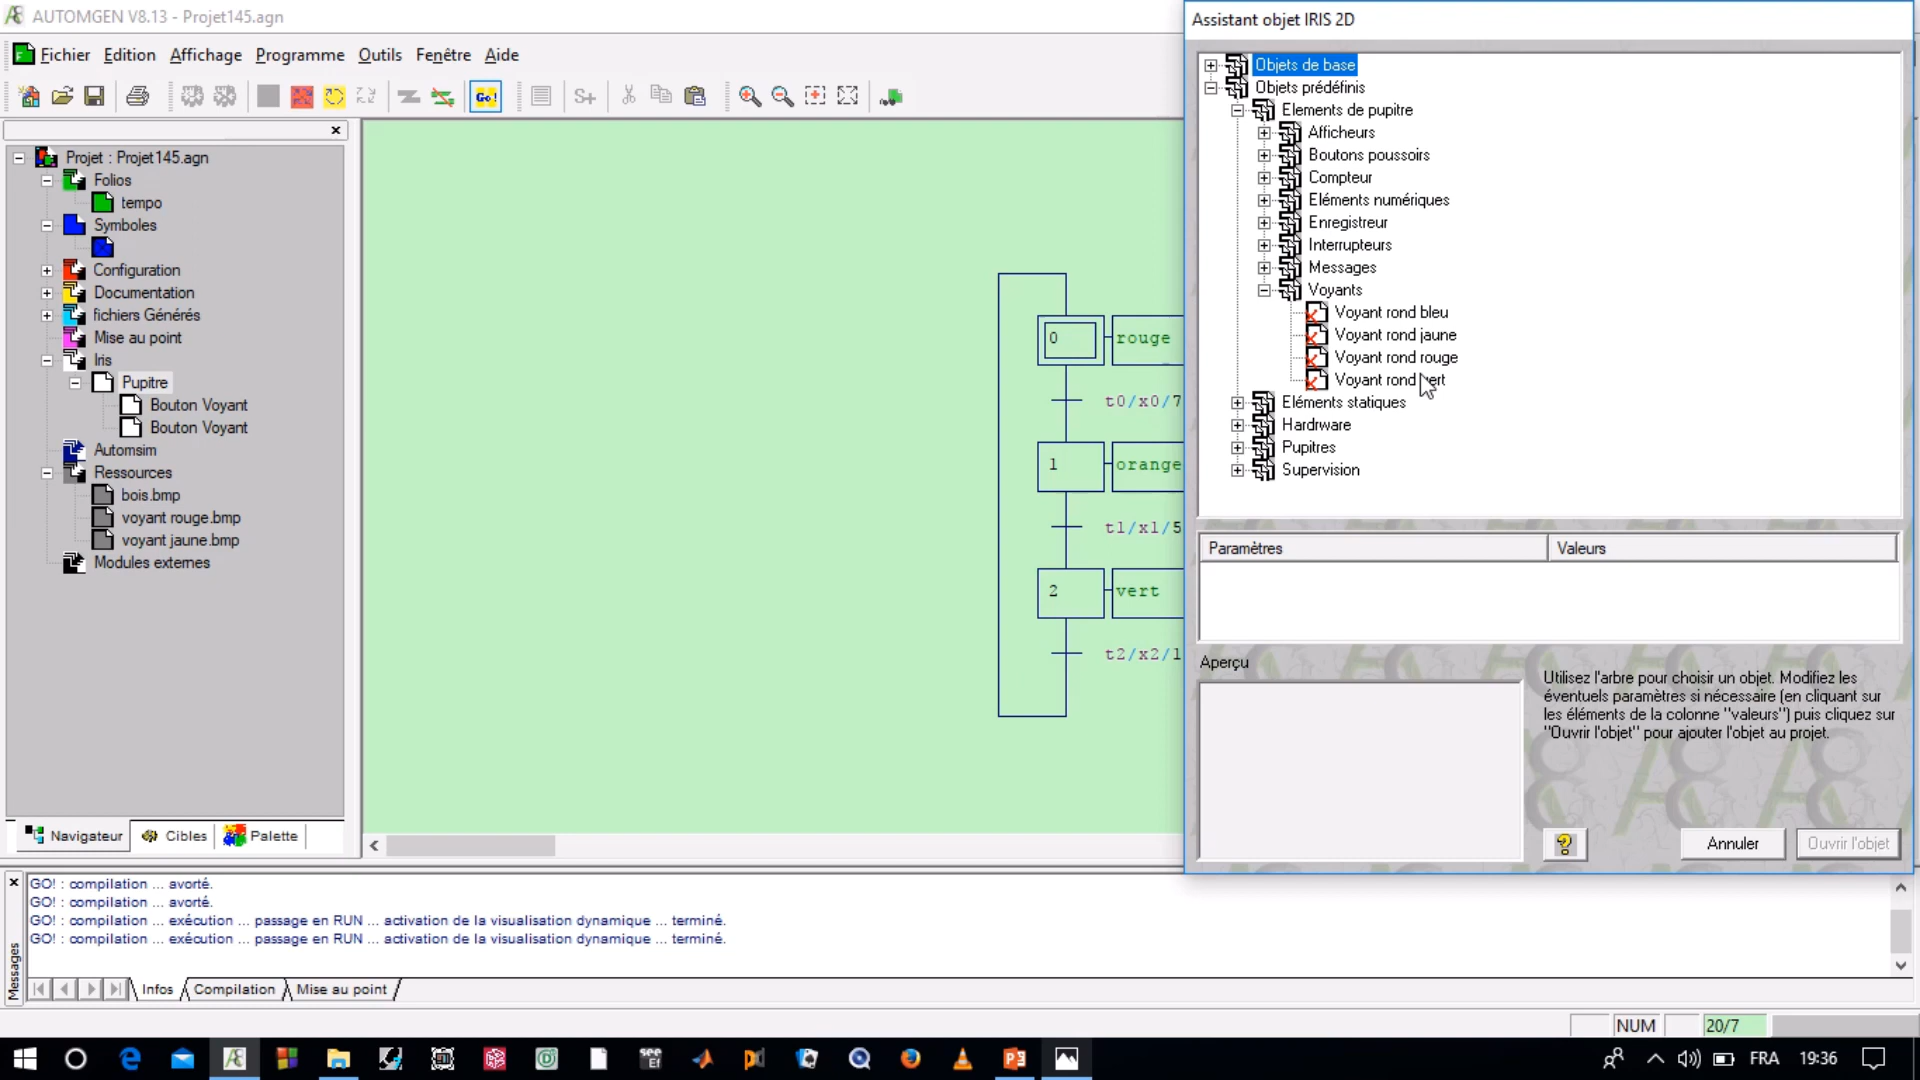 AUTOMGEN V8.13 - Projet145.agn
Fichier Edition Affichage Programme Outils Fenêtre Aide
Go!
Projet : Projet145.agn
Folios
tempo
Symboles
Configuration
Documentation
fichiers Générés
Mise au point
Iris
Pupitre
Bouton Voyant
Bouton Voyant
Automsim
Ressources
bois.bmp
voyant rouge.bmp
voyant jaune.bmp
Modules externes
Navigateur Cibles Palette
0 rouge
t0/x0/7
1 orange
t1/x1/5
2 vert
t2/x2/1
Assistant objet IRIS 2D
Objets de base
Objets prédéfinis
Elements de pupitre
Afficheurs
Boutons poussoirs
Compteur
Eléments numériques
Enregistreur
Interrupteurs
Messages
Voyants
Voyant rond bleu
Voyant rond jaune
Voyant rond rouge
Voyant rond vert
Eléments statiques
Hardrware
Pupitres
Supervision
Paramètres Valeurs
Aperçu
Utilisez l'arbre pour choisir un objet. Modifiez les
éventuels paramètres si nécessaire (en cliquant sur
les éléments de la colonne "valeurs") puis cliquez sur
"Ouvrir l'objet" pour ajouter l'objet au projet.
Annuler Ouvrir l'objet
Messages
GO! : compilation ... avorté.
GO! : compilation ... avorté.
GO! : compilation ... exécution ... passage en RUN ... activation de la visualisation dynamique ... terminé.
GO! : compilation ... exécution ... passage en RUN ... activation de la visualisation dynamique ... terminé.
Infos Compilation Mise au point
NUM 20/7
FRA 19:36